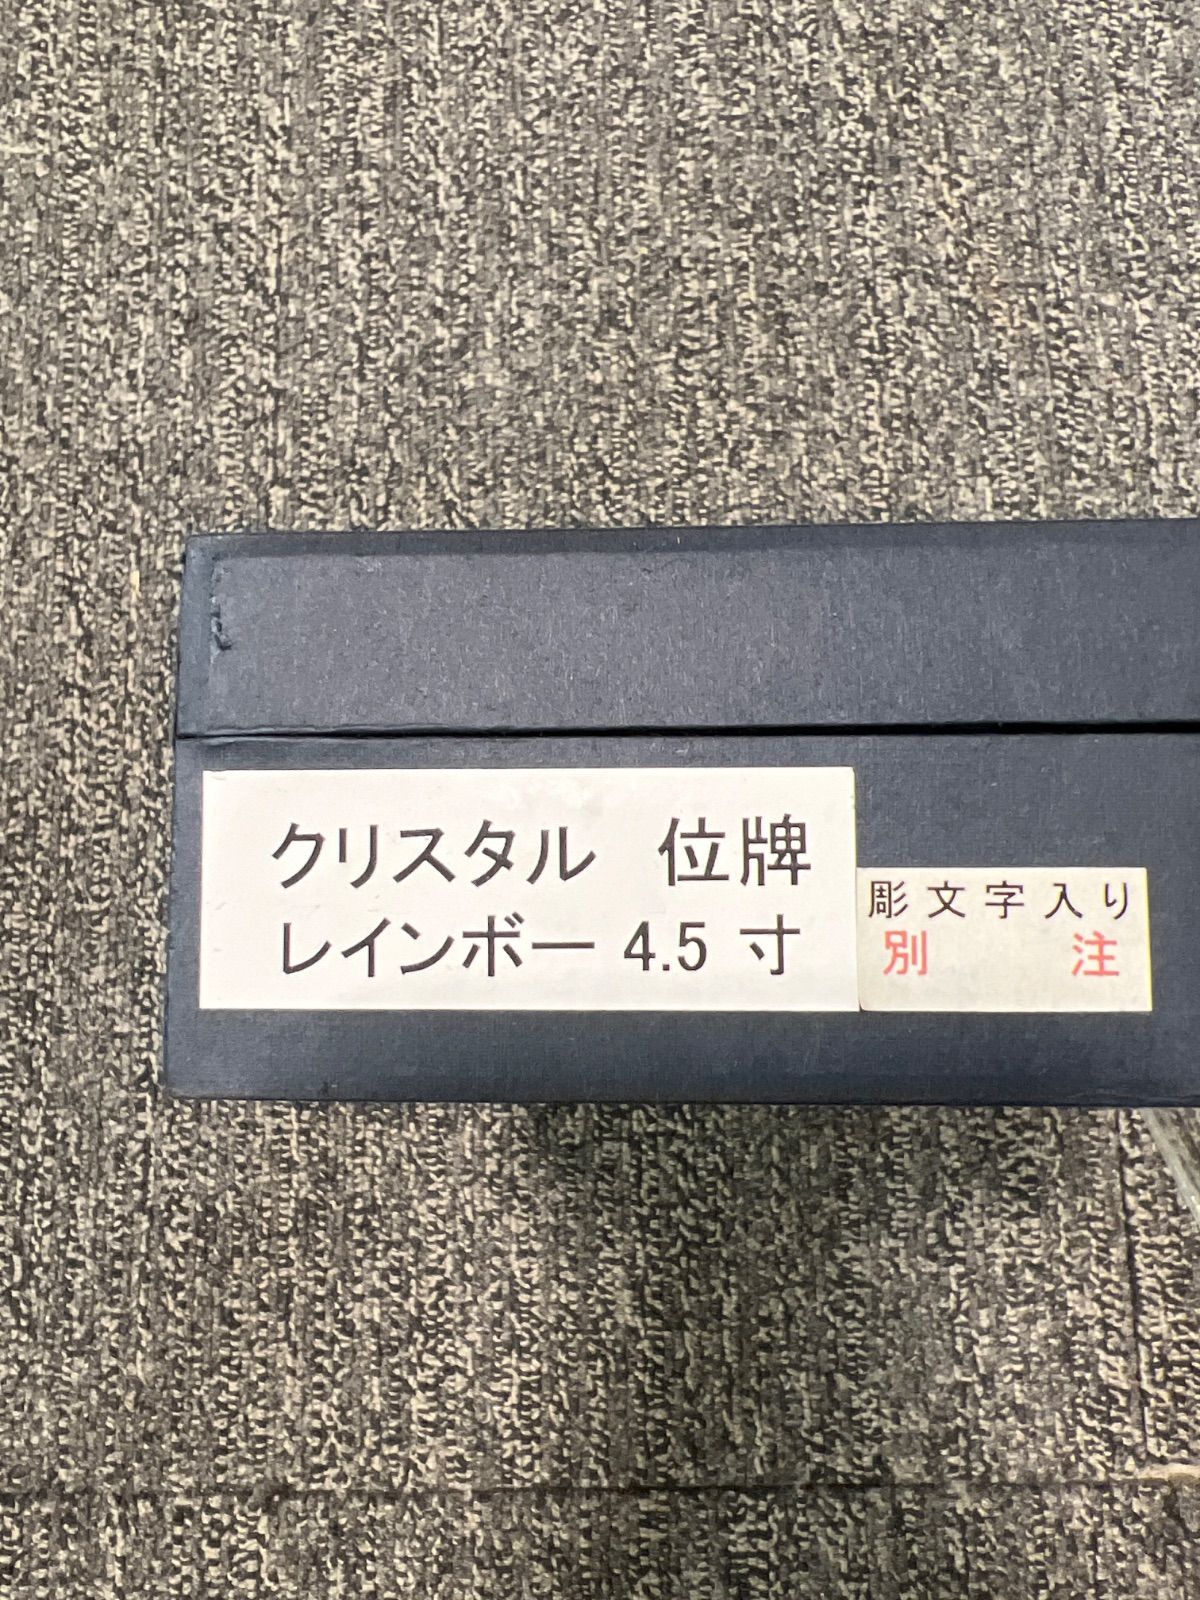 クリスタル 位牌
レインボー 4.5 寸
彫文字入り
別 注